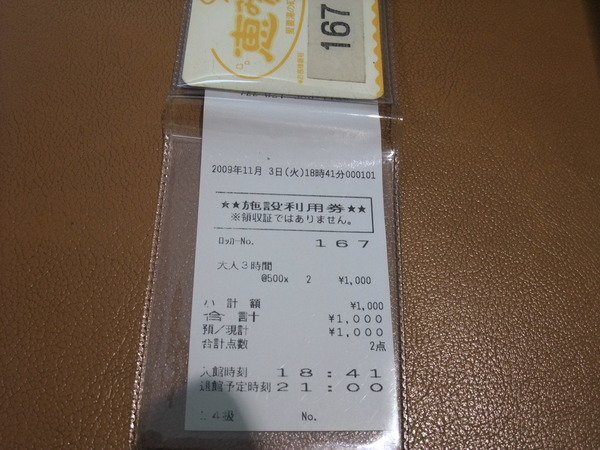 恵の
167
2009年11月 3日(火)18時41分000101
★★施設利用券★★
※領収証ではありません。
ﾛｯｶｰNo. 167
大人3時間
@500x 2 ¥1,000
小計額 ¥1,000
合計 ¥1,000
預/現計 ¥1,000
合計点数 2点
入館時刻 18:41
退館予定時刻 21:00
No.